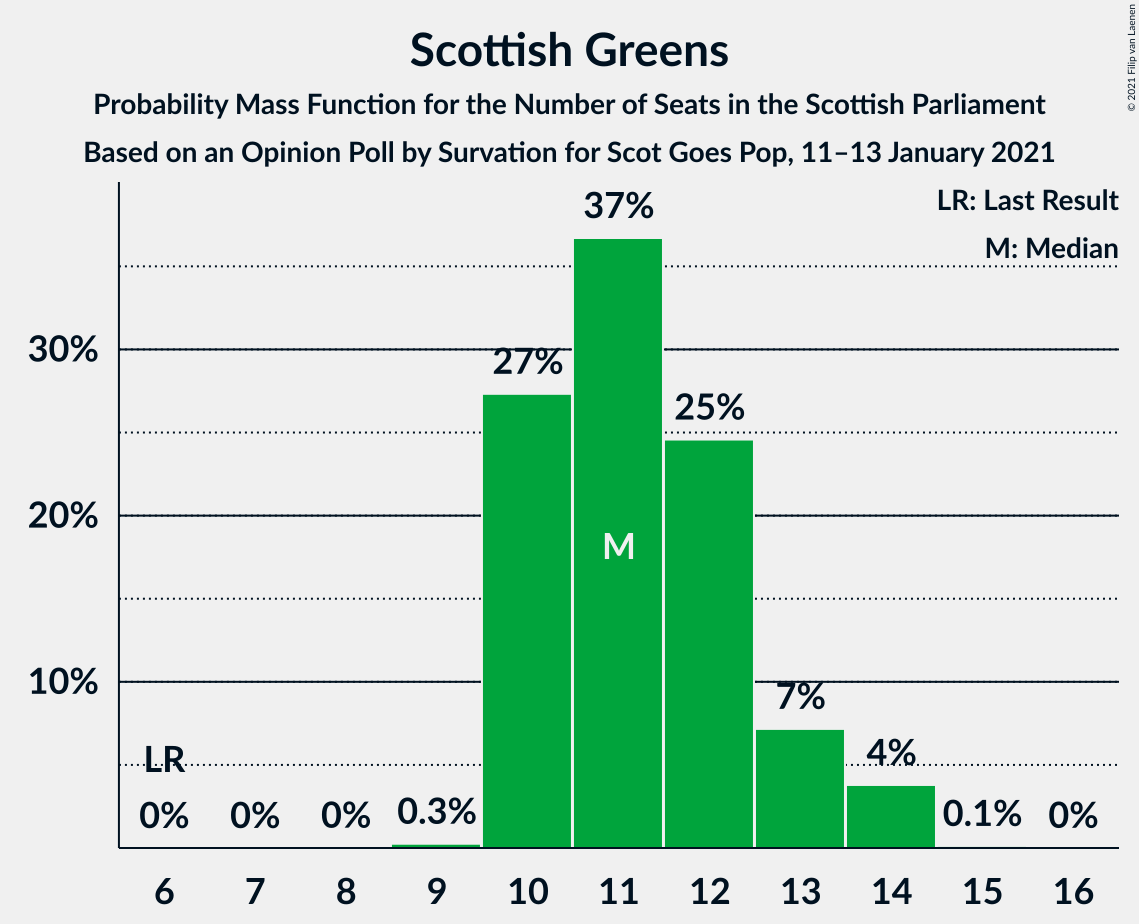 Scottish Greens
Probability Mass Function for the Number of Seats in the Scottish Parliament
Based on an Opinion Poll by Survation for Scot Goes Pop, 11–13 January 2021
© 2021 Filip van Laenen
LR: Last Result
M: Median
37%
30%
27%
25%
20%
M
10%
7%
LR
4%
0%
0%
0%
0.3%
0.1%
0%
6 7 8 9 10 11 12 13 14 15 16